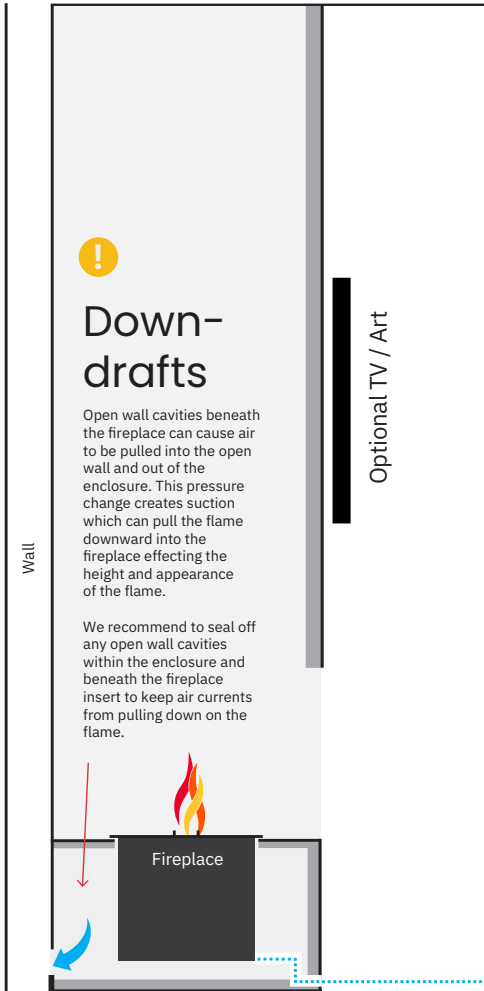 !
Down-
drafts
Open wall cavities beneath
the fireplace can cause air
to be pulled into the open
wall and out of the
enclosure. This pressure
change creates suction
which can pull the flame
downward into the
fireplace effecting the
height and appearance
of the flame.
We recommend to seal off
any open wall cavities
within the enclosure and
beneath the fireplace
insert to keep air currents
from pulling down on the
flame.
Wall
Optional TV / Art
Fireplace